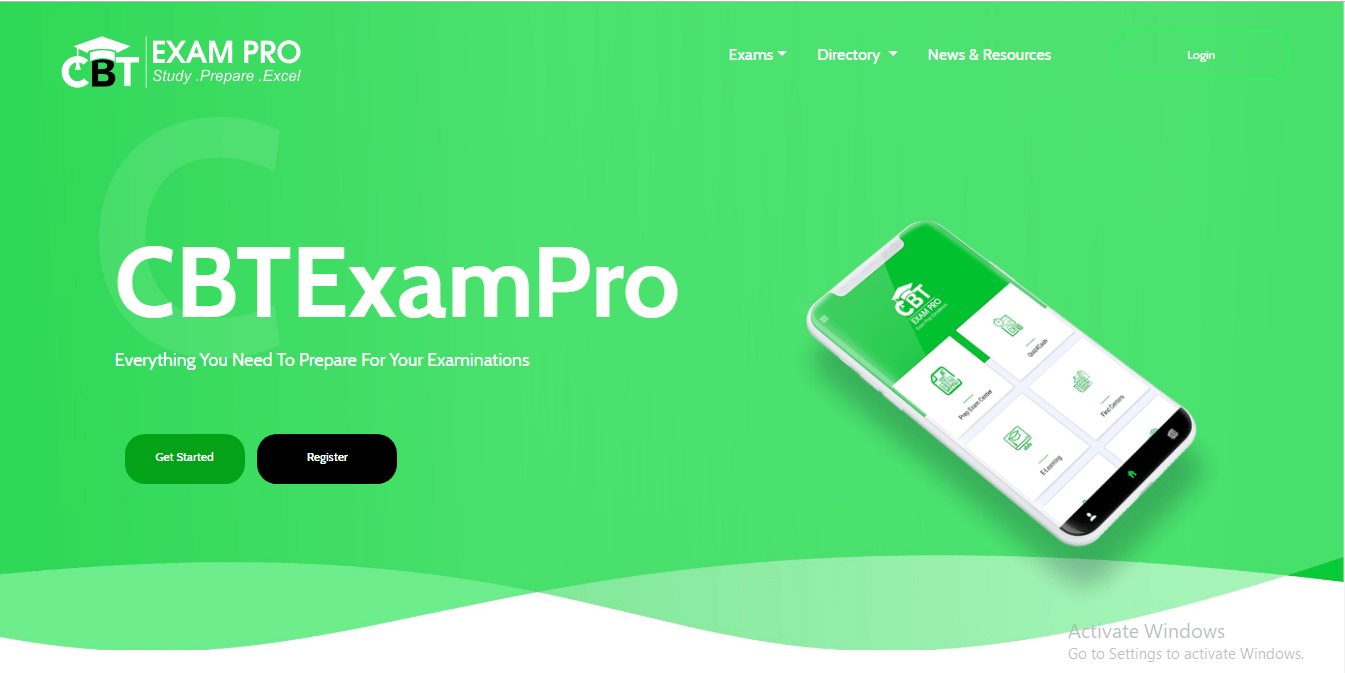 CBT
EXAM PRO
Study .Prepare .Excel
Exams
Directory
News & Resources
Login
C
CBTExamPro
Everything You Need To Prepare For Your Examinations
Get Started
Register
CBT
EXAM PRO
Prep Exam Center
QuickCash
E-Learning
Find Centers
Activate Windows
Go to Settings to activate Windows.